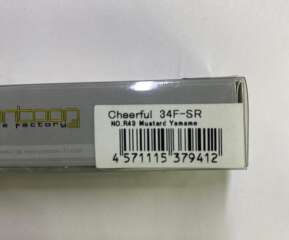 factory
Cheerful 34F-SR
NO.R43 Mustard Yamame
4 571115 379412